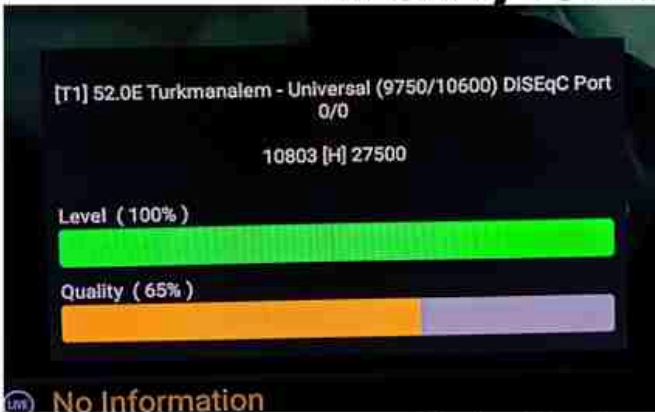 [T1] 52.0E Turkmanalem - Universal (9750/10600) DISEqC Port
0/0
10803 [H] 27500
Level (100%)
Quality (65%)
LIVE No Information